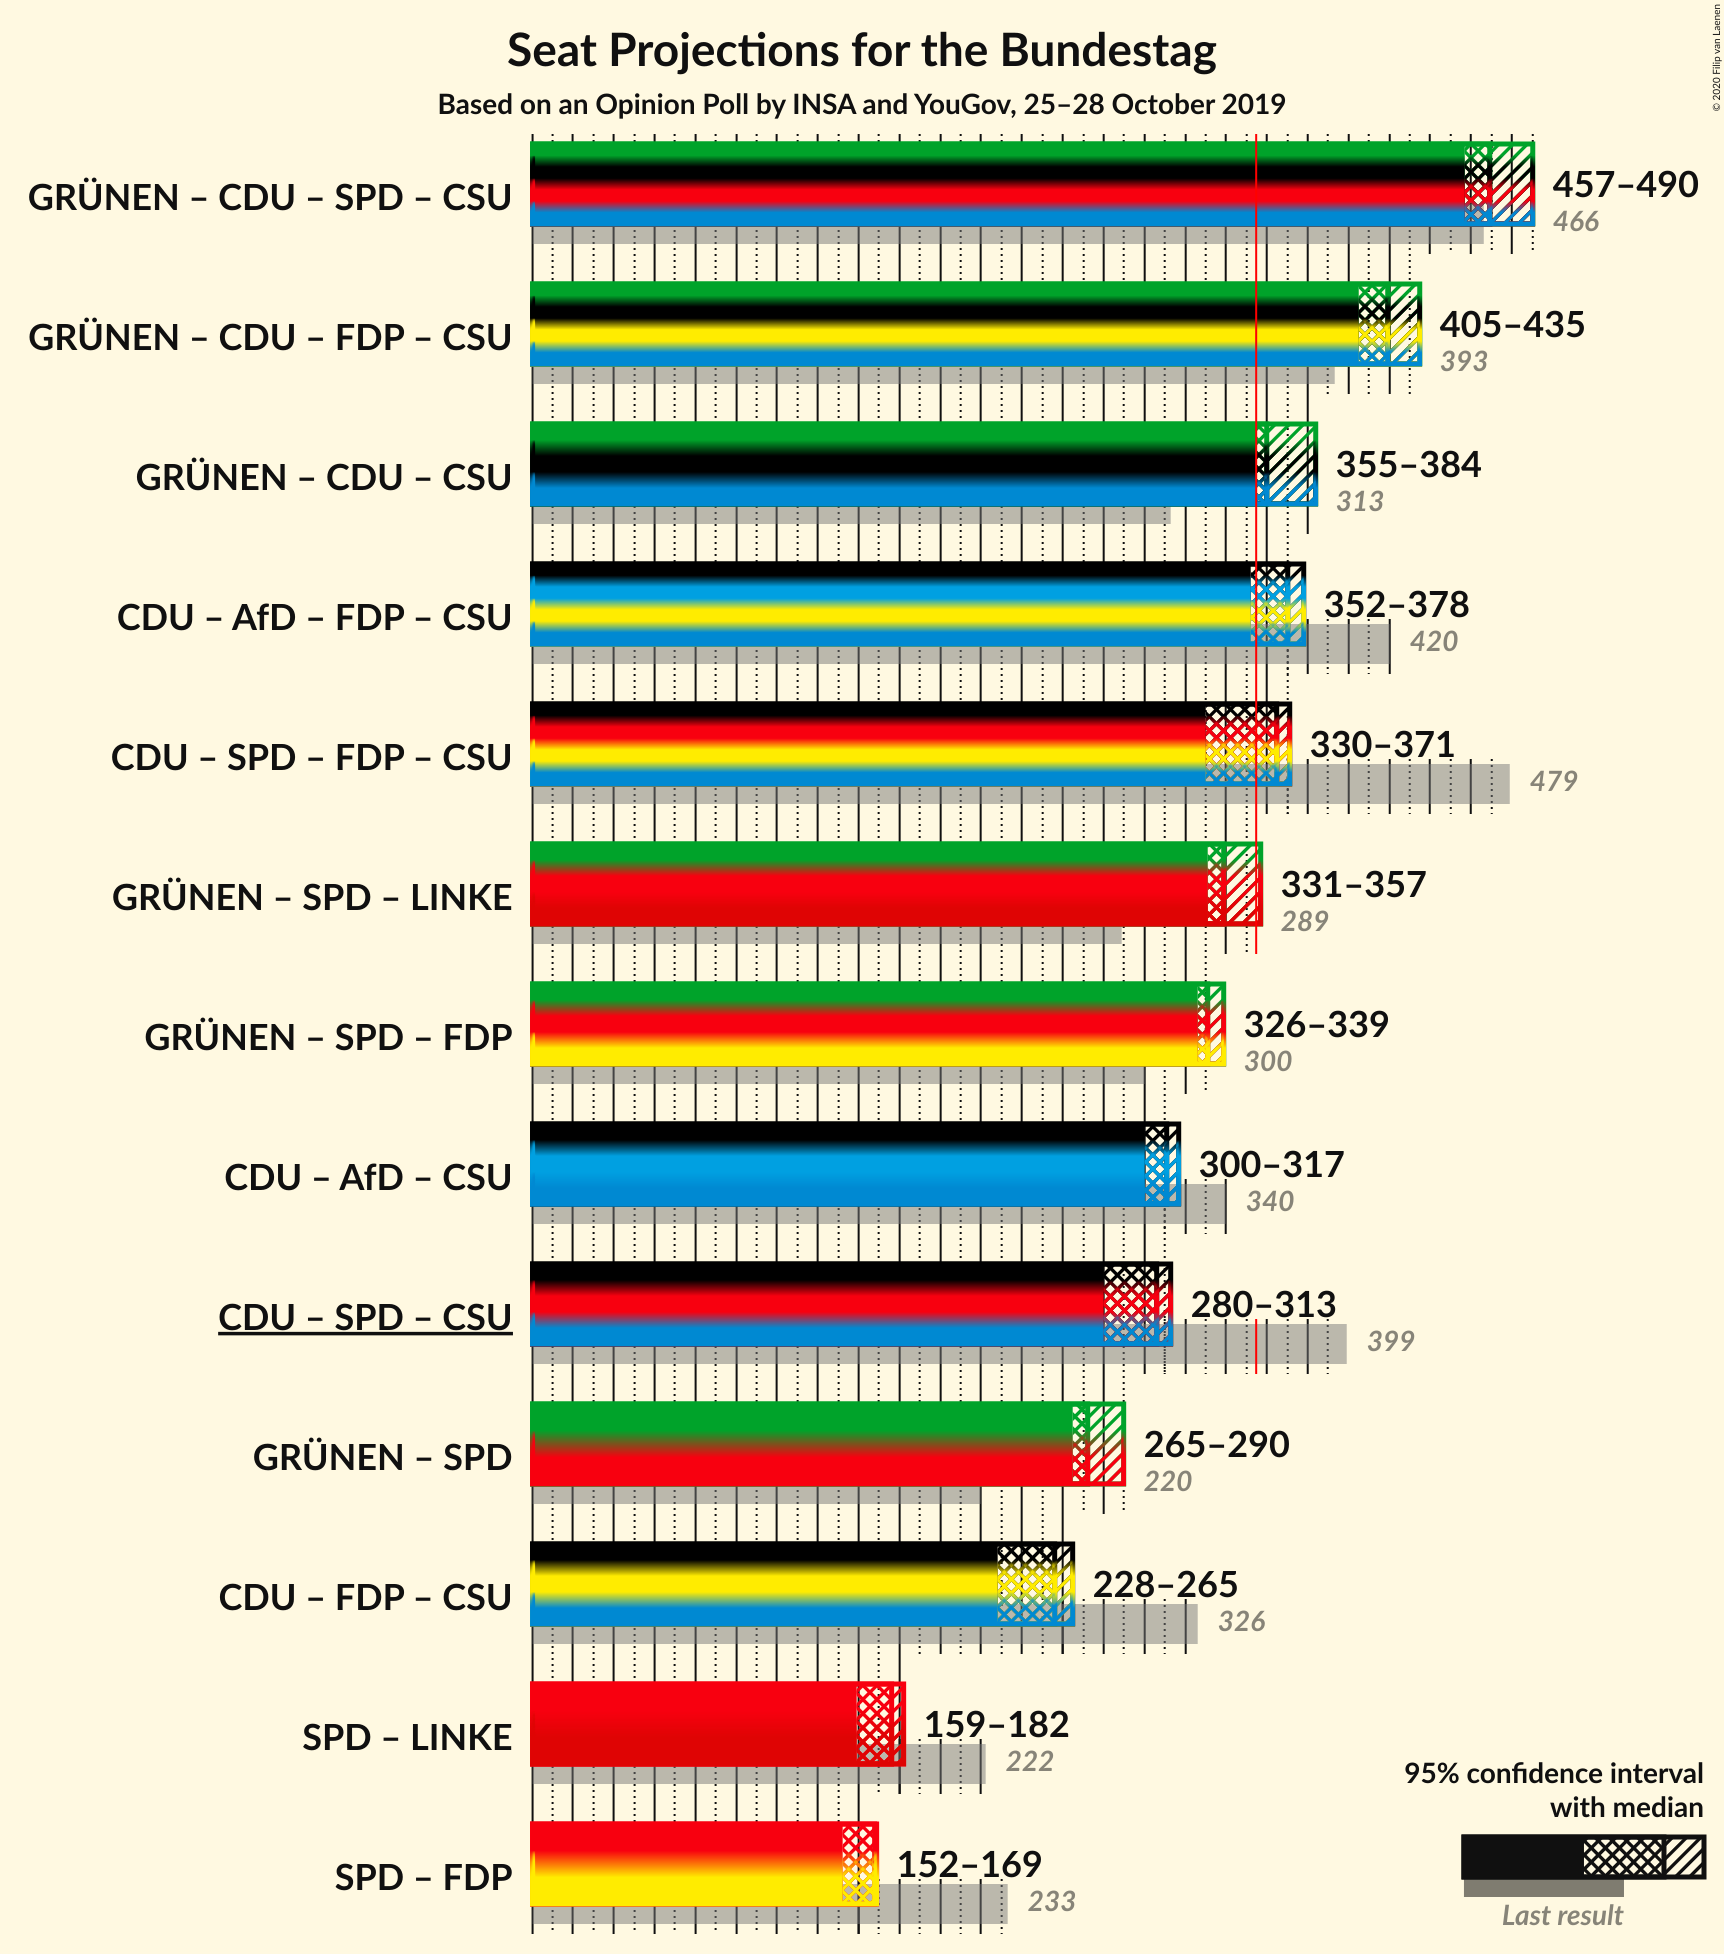 Seat Projections for the Bundestag
Based on an Opinion Poll by INSA and YouGov, 25–28 October 2019
© 2020 Filip van Laenen
GRÜNEN – CDU – SPD – CSU
457–490
466
GRÜNEN – CDU – FDP – CSU
405–435
393
GRÜNEN – CDU – CSU
355–384
313
CDU – AfD – FDP – CSU
352–378
420
CDU – SPD – FDP – CSU
330–371
479
GRÜNEN – SPD – LINKE
331–357
289
GRÜNEN – SPD – FDP
326–339
300
CDU – AfD – CSU
300–317
340
CDU – SPD – CSU
280–313
399
GRÜNEN – SPD
265–290
220
CDU – FDP – CSU
228–265
326
SPD – LINKE
159–182
222
SPD – FDP
152–169
233
95% confidence interval
with median
Last result